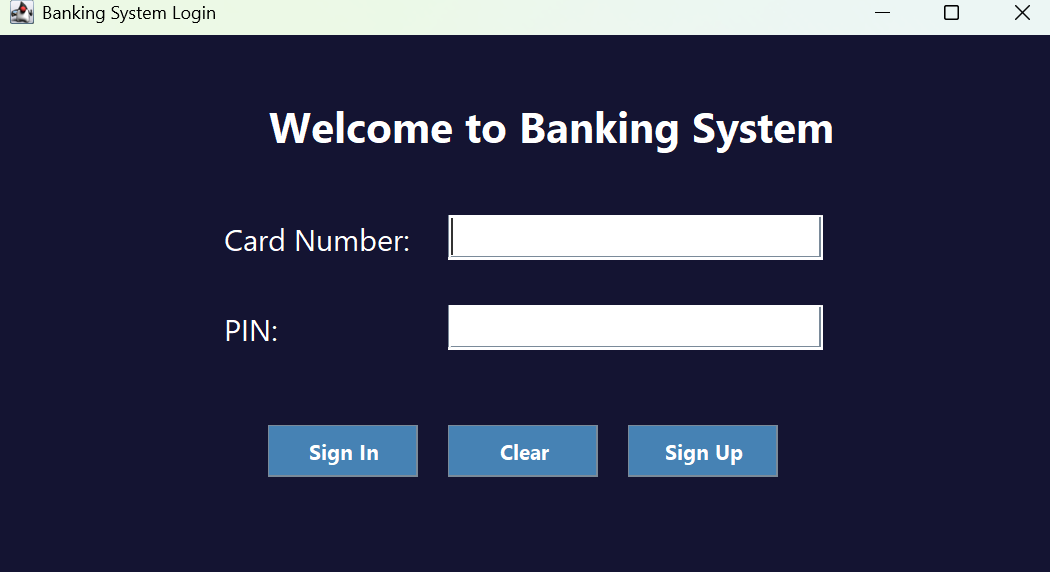 Banking System Login
Welcome to Banking System
Card Number:
PIN:
Sign In Clear Sign Up